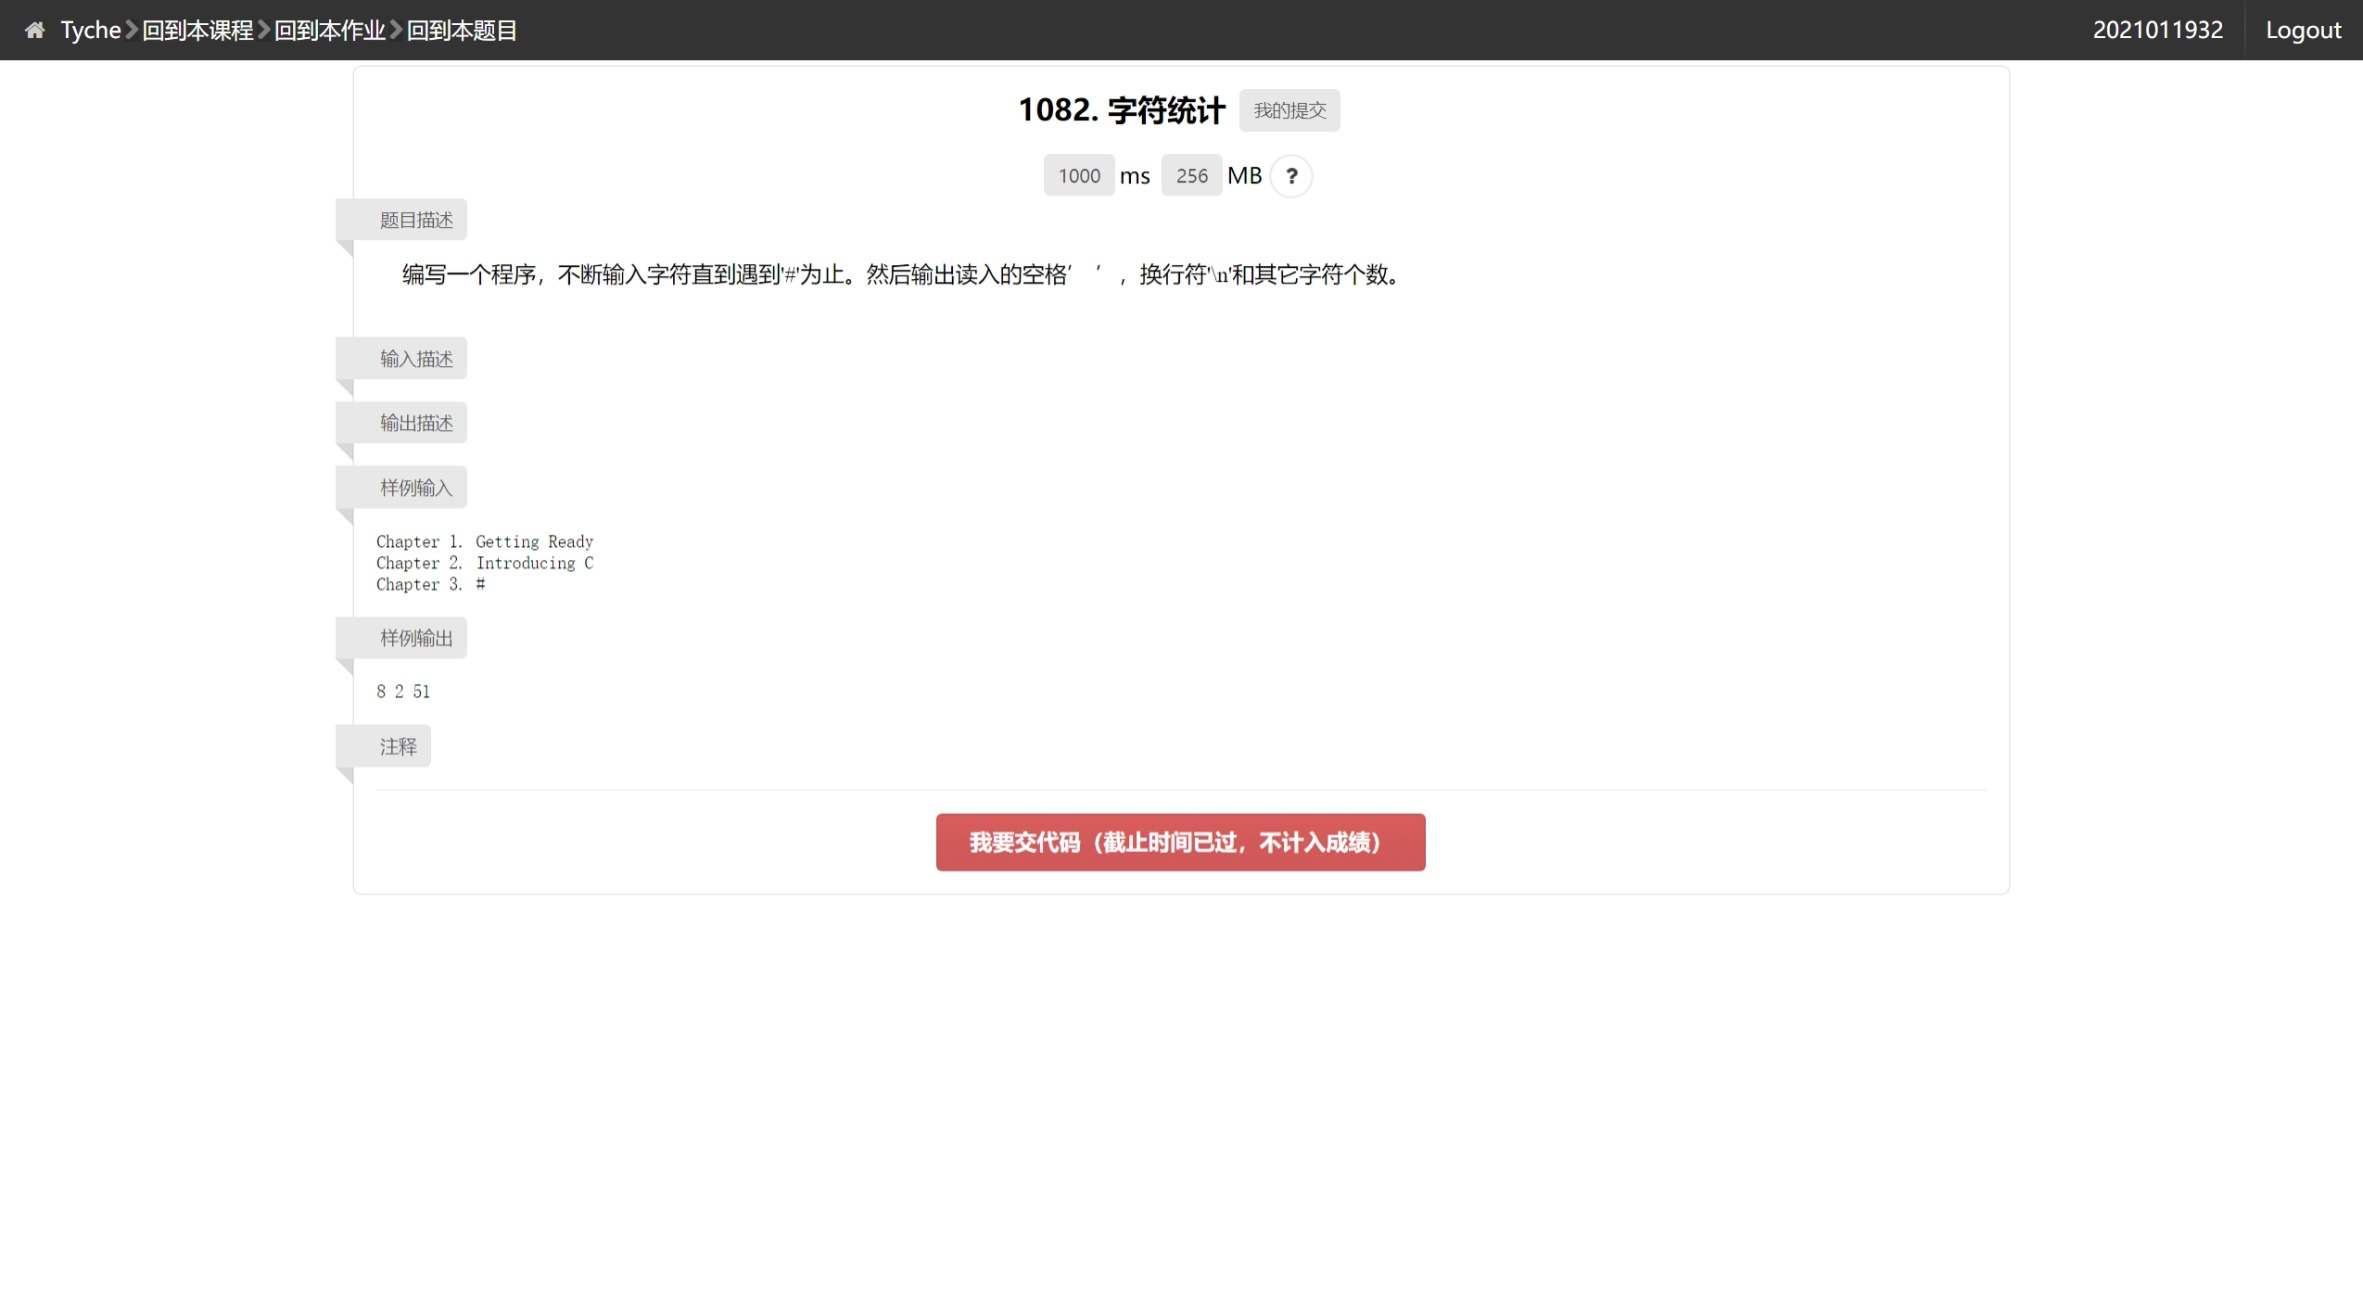 Tyche 回到本课程 回到本作业 回到本题目 2021011932 Logout
1082. 字符统计 我的提交
1000 ms 256 MB ?
题目描述
编写一个程序，不断输入字符直到遇到'#'为止。然后输出读入的空格’ ’，换行符'\n'和其它字符个数。
输入描述
输出描述
样例输入
Chapter 1. Getting Ready
Chapter 2. Introducing C
Chapter 3. #
样例输出
8 2 51
注释
我要交代码（截止时间已过，不计入成绩）